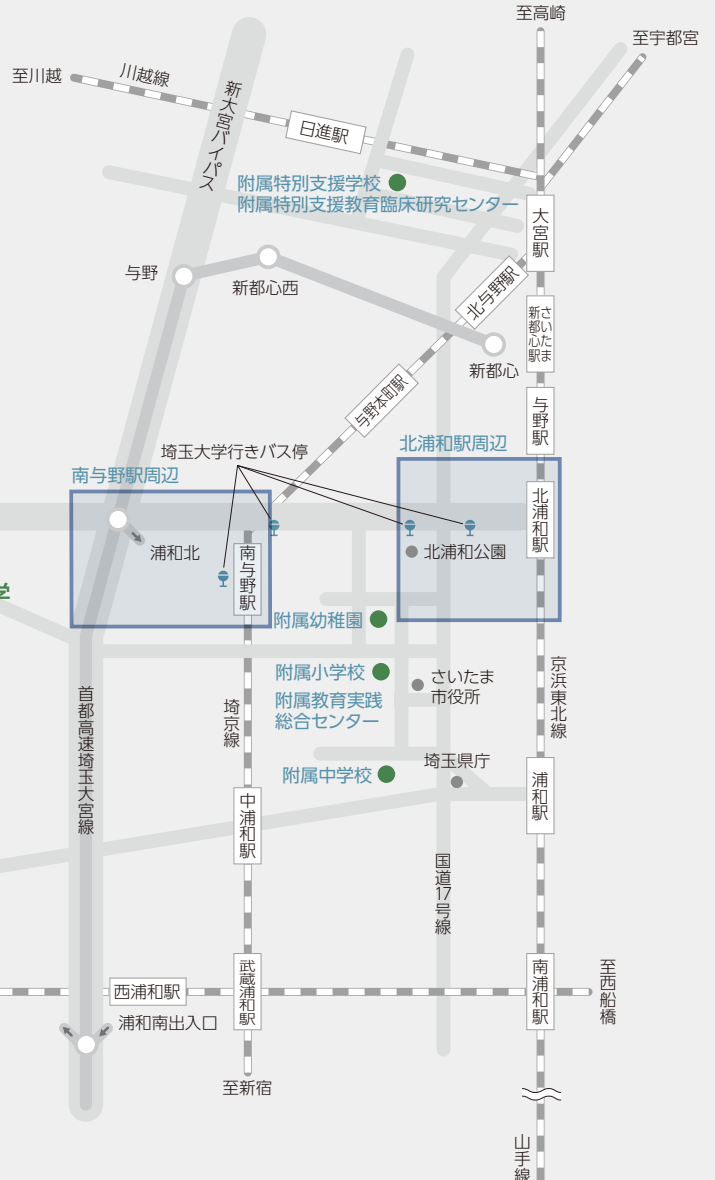 至高崎
至宇都宮
至川越
川越線
新大宮バイパス
日進駅
附属特別支援学校
附属特別支援教育臨床研究センター
大宮駅
与野
新都心西
北与野駅
さいたま
新都心駅
新都心
与野本町駅
与野駅
埼玉大学行きバス停
北浦和駅周辺
南与野駅周辺
北浦和駅
浦和北
南与野駅
北浦和公園
学
附属幼稚園
附属小学校
さいたま
市役所
附属教育実践
総合センター
京浜東北線
首都高速埼玉大宮線
埼京線
附属中学校
埼玉県庁
浦和駅
中浦和駅
国道17号線
西浦和駅
武蔵浦和駅
南浦和駅
至西船橋
浦和南出入口
至新宿
山手線